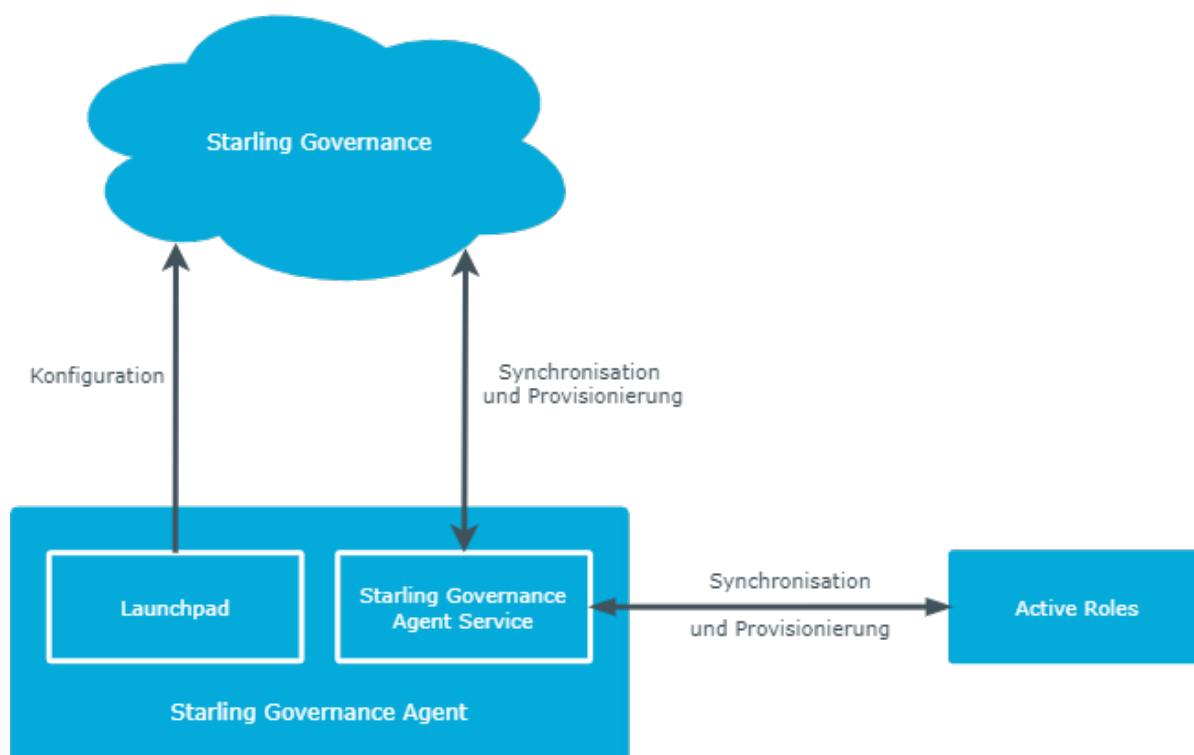 Starling Governance
Konfiguration
Synchronisation
und Provisionierung
Launchpad
Starling Governance
Agent Service
Synchronisation
und Provisionierung
Active Roles
Starling Governance Agent